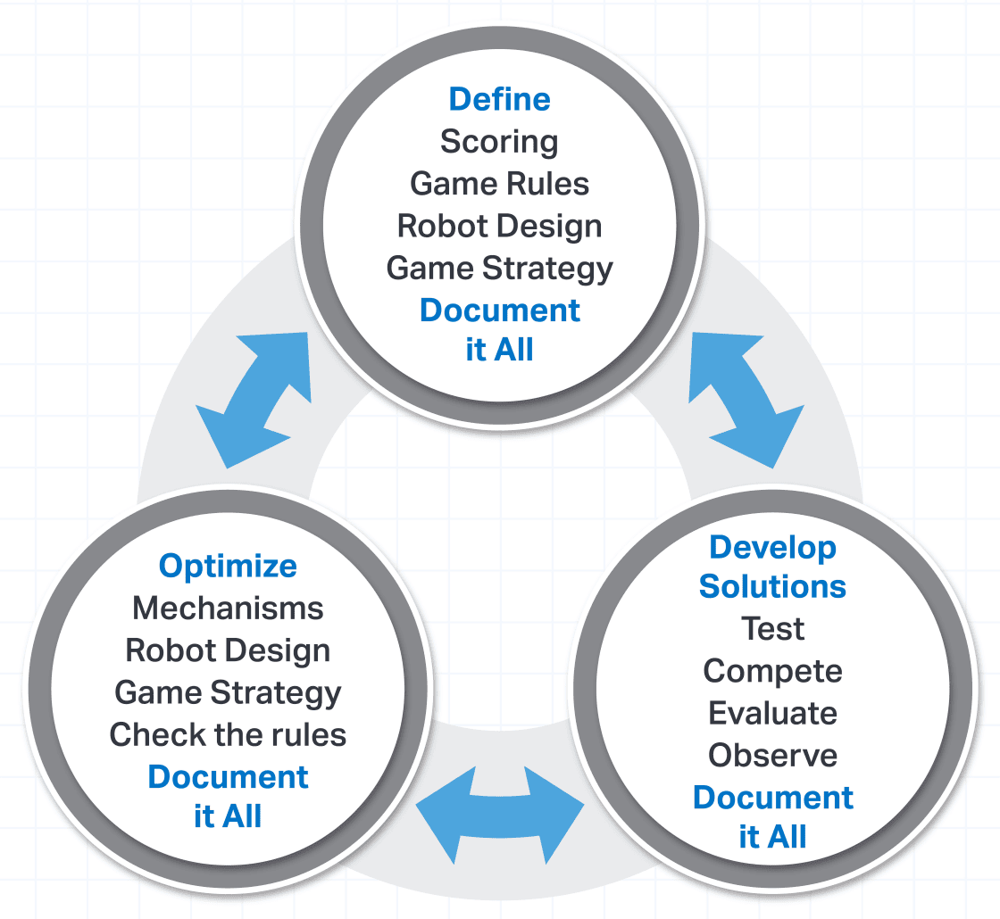 Define
Scoring
Game Rules
Robot Design
Game Strategy
Document
it All
Optimize
Mechanisms
Robot Design
Game Strategy
Check the rules
Document
it All
Develop
Solutions
Test
Compete
Evaluate
Observe
Document
it All